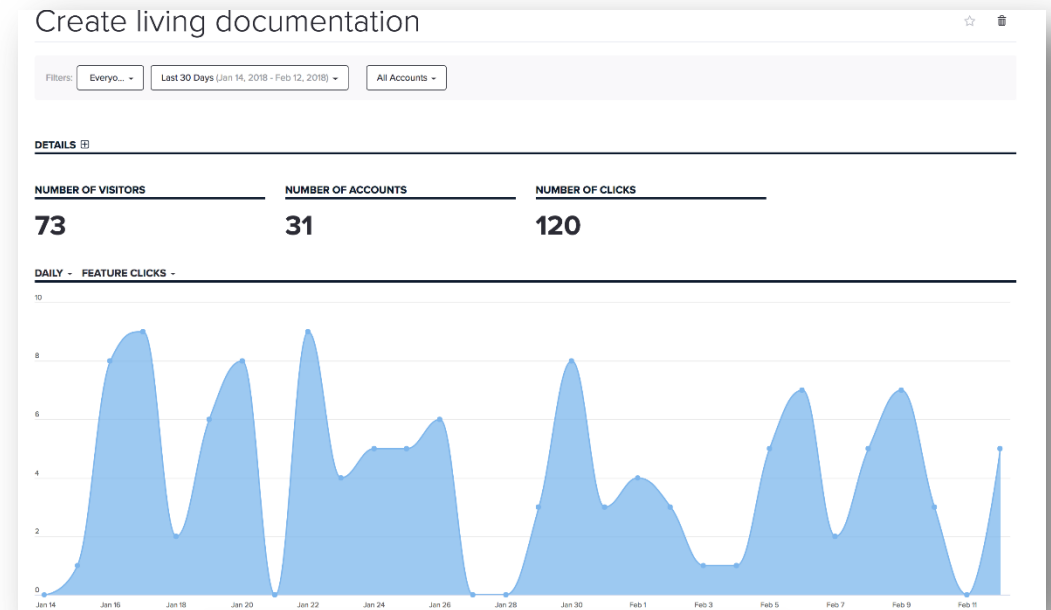 Create living documentation
Filters: Everyo... Last 30 Days (Jan 14, 2018 - Feb 12, 2018) All Accounts
DETAILS
NUMBER OF VISITORS NUMBER OF ACCOUNTS NUMBER OF CLICKS
73 31 120
DAILY FEATURE CLICKS
10
8
6
4
2
0
Jan 14 Jan 16 Jan 18 Jan 20 Jan 22 Jan 24 Jan 26 Jan 28 Jan 30 Feb 1 Feb 3 Feb 5 Feb 7 Feb 9 Feb 11